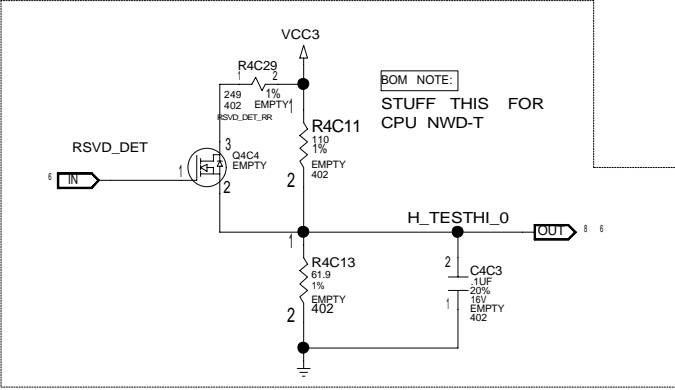 VCC3
R4C29
1 2
249 1%
402 EMPTY
RSVD_DET_RR
BOM NOTE:
STUFF THIS FOR
CPU NWD-T
1
R4C11
110
1%
EMPTY
402
2
RSVD_DET
6 IN
1
3
Q4C4
EMPTY
2
H_TESTHI_0
OUT 8 6
1
R4C13
61.9
1%
EMPTY
402
2
2
C4C3
.1UF
20%
16V
EMPTY
402
1